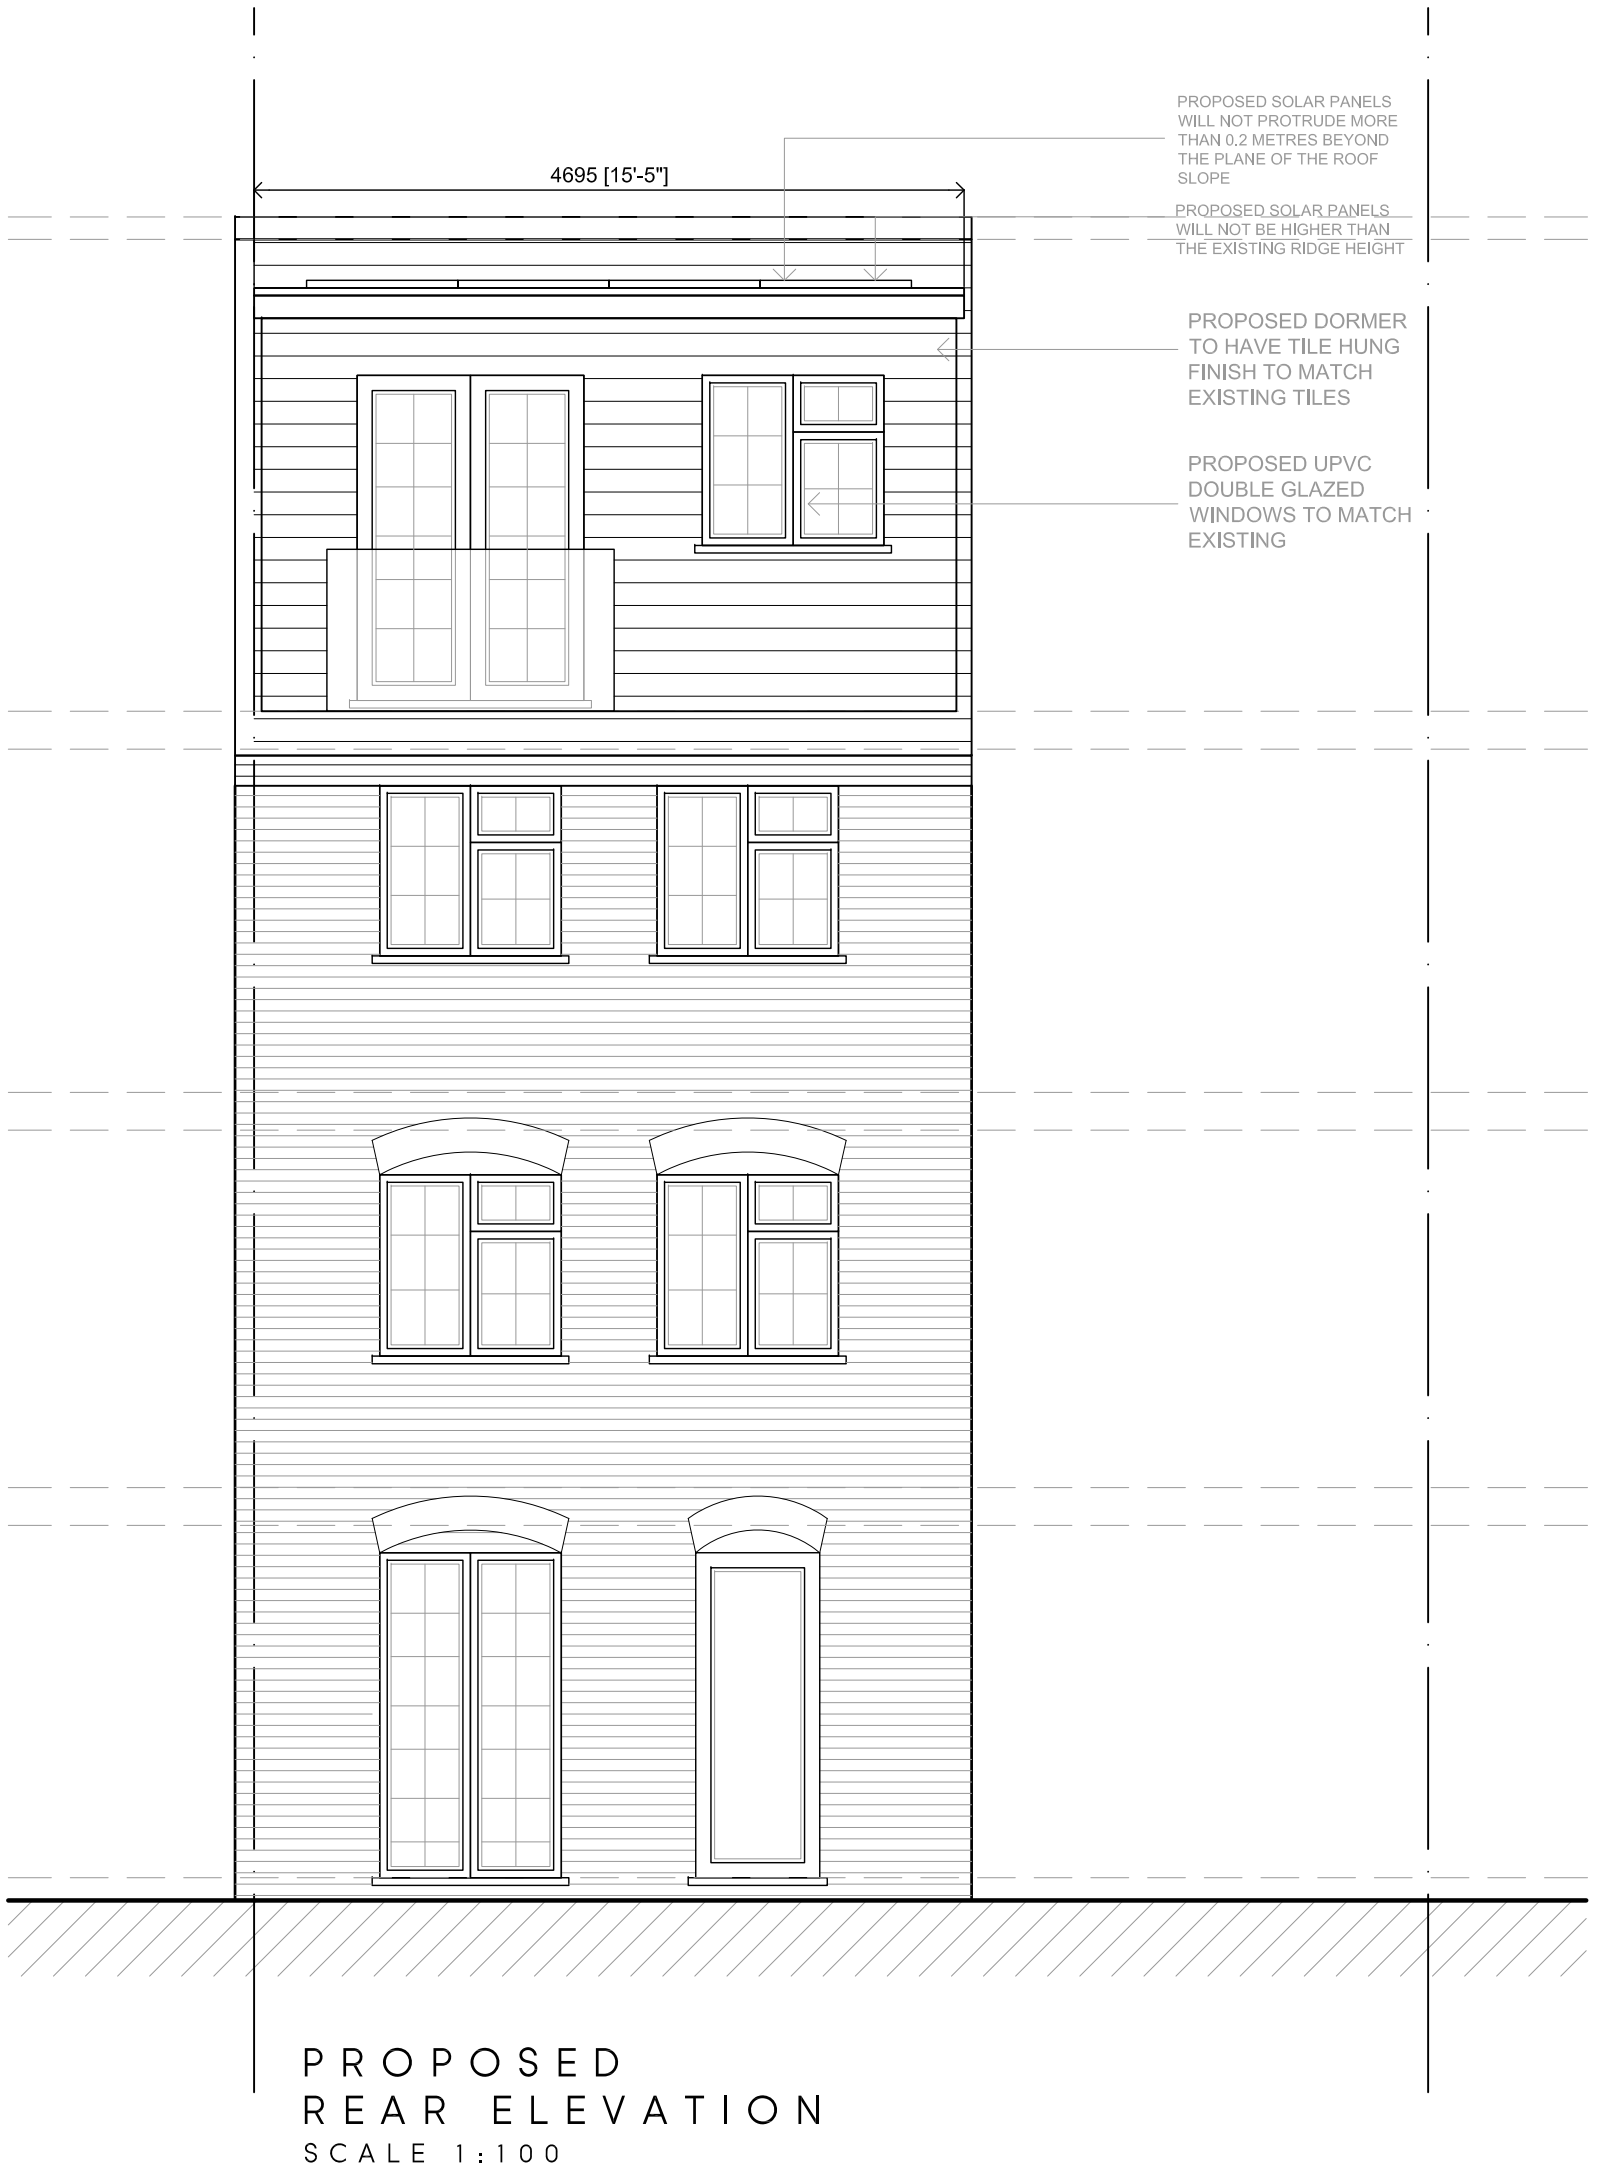 PROPOSED SOLAR PANELS
WILL NOT PROTRUDE MORE
THAN 0.2 METRES BEYOND
THE PLANE OF THE ROOF
SLOPE
4695 [15'-5"]
PROPOSED SOLAR PANELS
WILL NOT BE HIGHER THAN
THE EXISTING RIDGE HEIGHT
PROPOSED DORMER
TO HAVE TILE HUNG
FINISH TO MATCH
EXISTING TILES
PROPOSED UPVC
DOUBLE GLAZED
WINDOWS TO MATCH
EXISTING
PROPOSED
REAR ELEVATION
SCALE 1:100